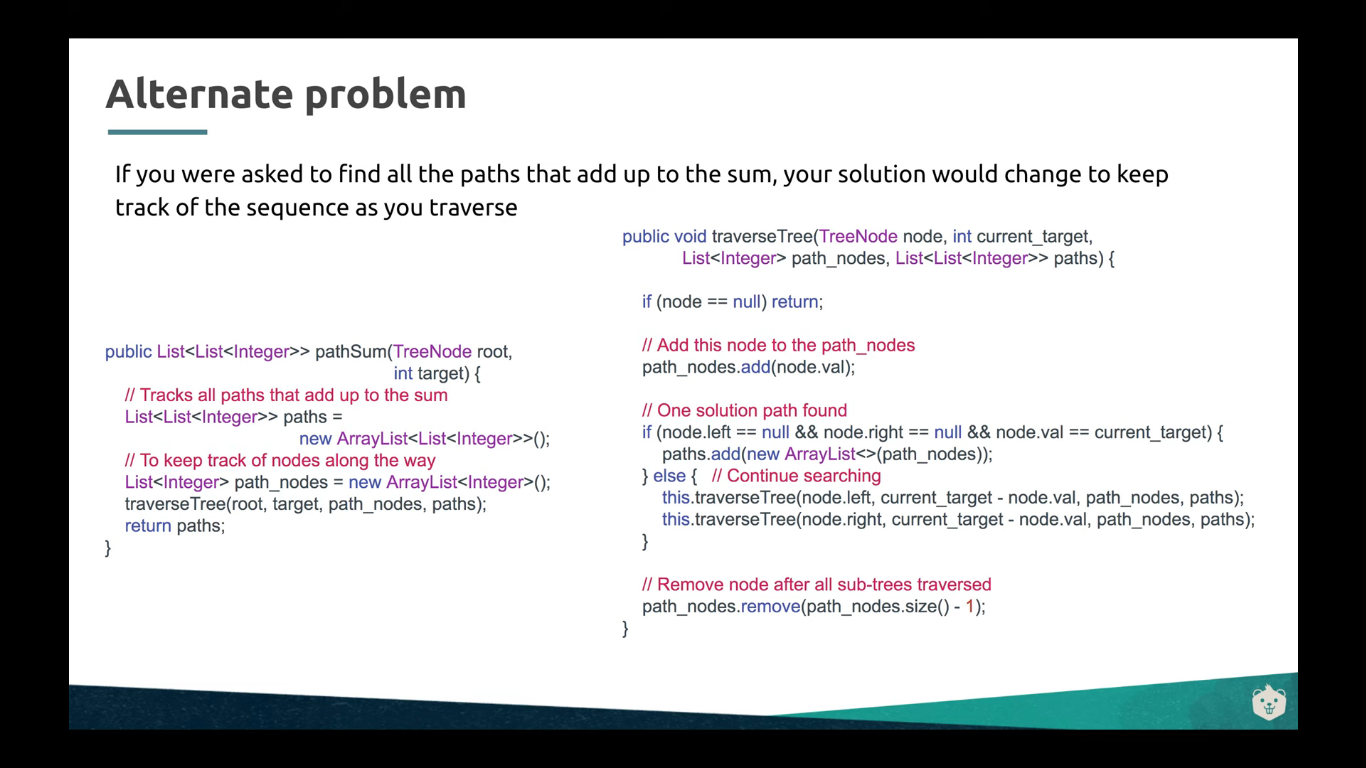 Alternate problem
If you were asked to find all the paths that add up to the sum, your solution would change to keep
track of the sequence as you traverse
public List<List<Integer>> pathSum(TreeNode root,
int target) {
// Tracks all paths that add up to the sum
List<List<Integer>> paths =
new ArrayList<List<Integer>>();
// To keep track of nodes along the way
List<Integer> path_nodes = new ArrayList<Integer>();
traverseTree(root, target, path_nodes, paths);
return paths;
}
public void traverseTree(TreeNode node, int current_target,
List<Integer> path_nodes, List<List<Integer>> paths) {
if (node == null) return;
// Add this node to the path_nodes
path_nodes.add(node.val);
// One solution path found
if (node.left == null && node.right == null && node.val == current_target) {
paths.add(new ArrayList<>(path_nodes));
} else { // Continue searching
this.traverseTree(node.left, current_target - node.val, path_nodes, paths);
this.traverseTree(node.right, current_target - node.val, path_nodes, paths);
}
// Remove node after all sub-trees traversed
path_nodes.remove(path_nodes.size() - 1);
}